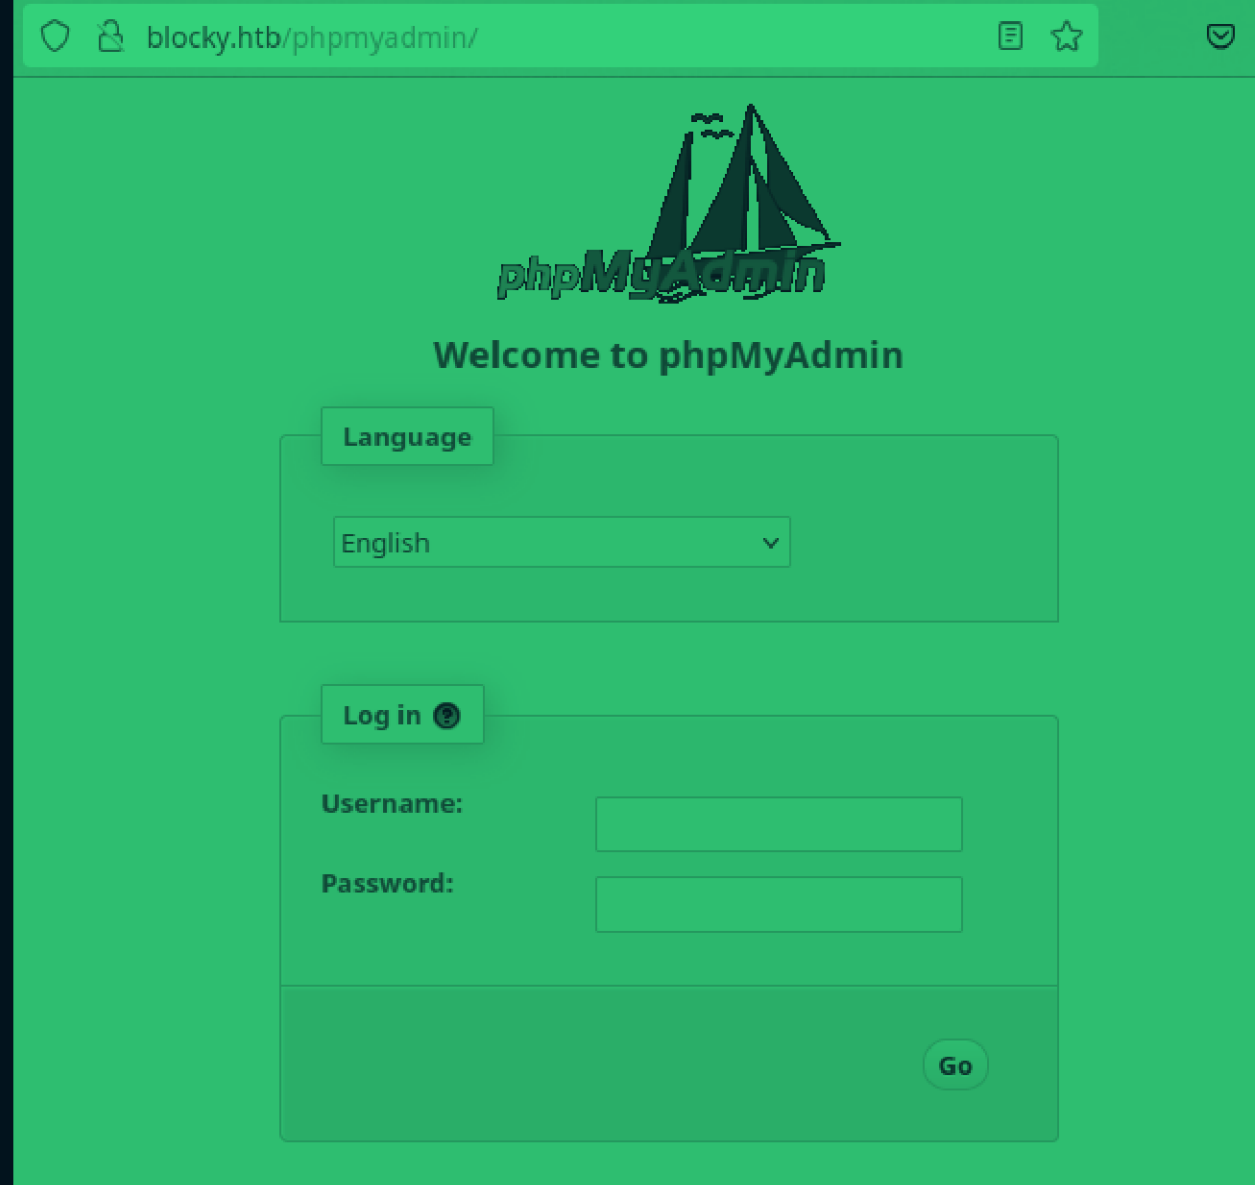 blocky.htb/phpmyadmin/
phpMyAdmin
Welcome to phpMyAdmin
Language
English
Log in ?
Username:
Password:
Go